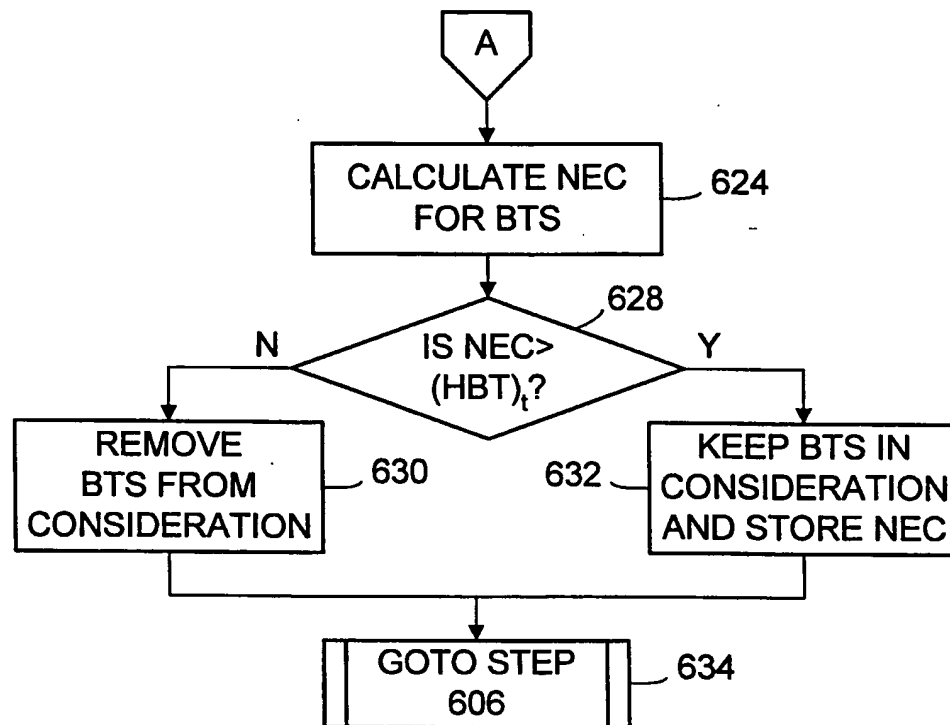 A
CALCULATE NEC
FOR BTS
624
628
N
IS NEC>
(HBT)t?
Y
REMOVE
BTS FROM
CONSIDERATION
630
632
KEEP BTS IN
CONSIDERATION
AND STORE NEC
GOTO STEP
606
634